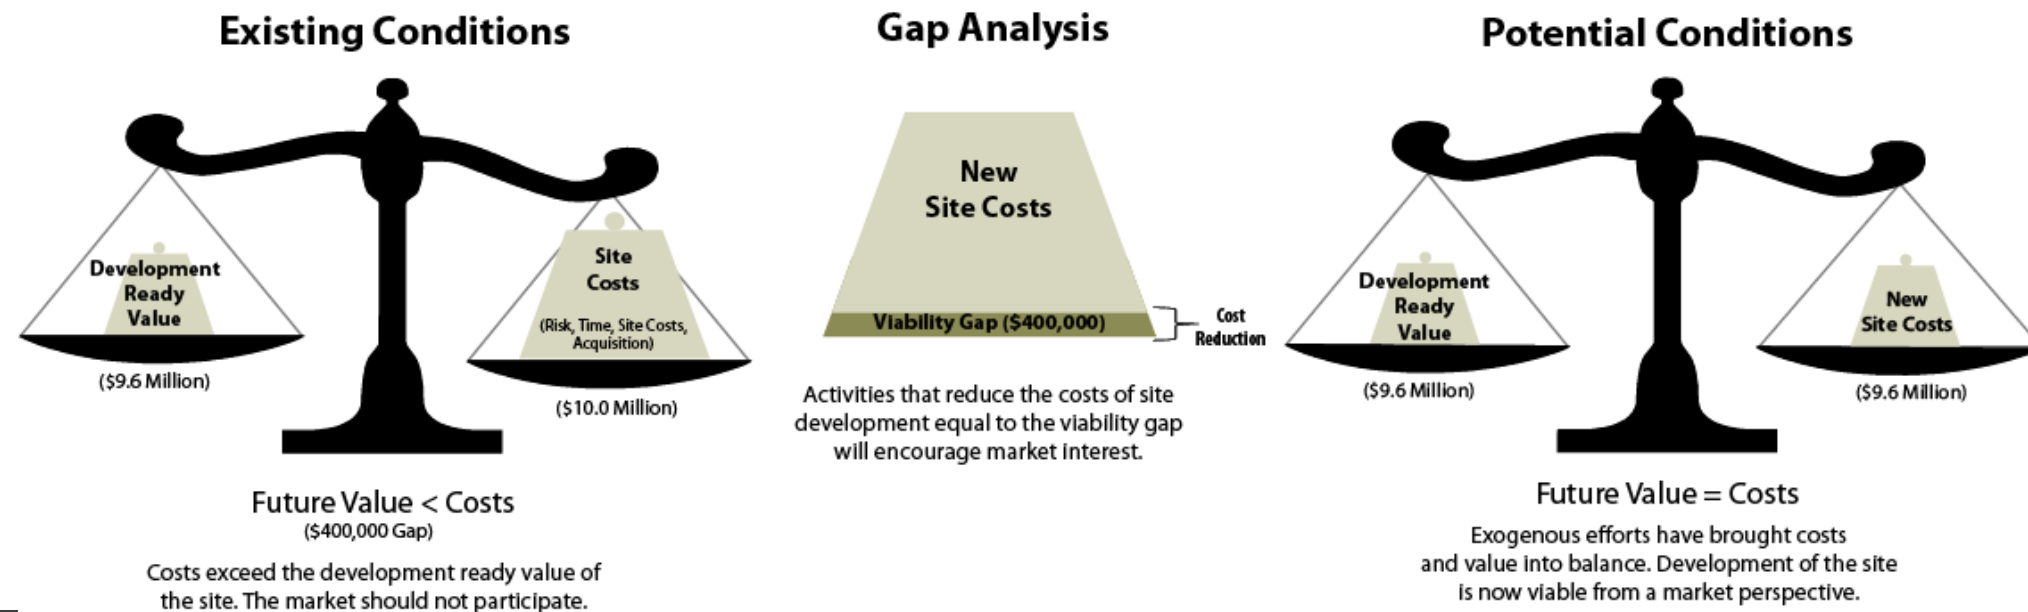 Existing Conditions
Development
Ready
Value
($9.6 Million)
Site
Costs
(Risk, Time, Site Costs,
Acquisition)
($10.0 Million)
Future Value < Costs
($400,000 Gap)
Costs exceed the development ready value of
the site. The market should not participate.
Gap Analysis
New
Site Costs
Viability Gap ($400,000)
Cost
Reduction
Activities that reduce the costs of site
development equal to the viability gap
will encourage market interest.
Potential Conditions
Development
Ready
Value
($9.6 Million)
New
Site Costs
($9.6 Million)
Future Value = Costs
Exogenous efforts have brought costs
and value into balance. Development of the site
is now viable from a market perspective.